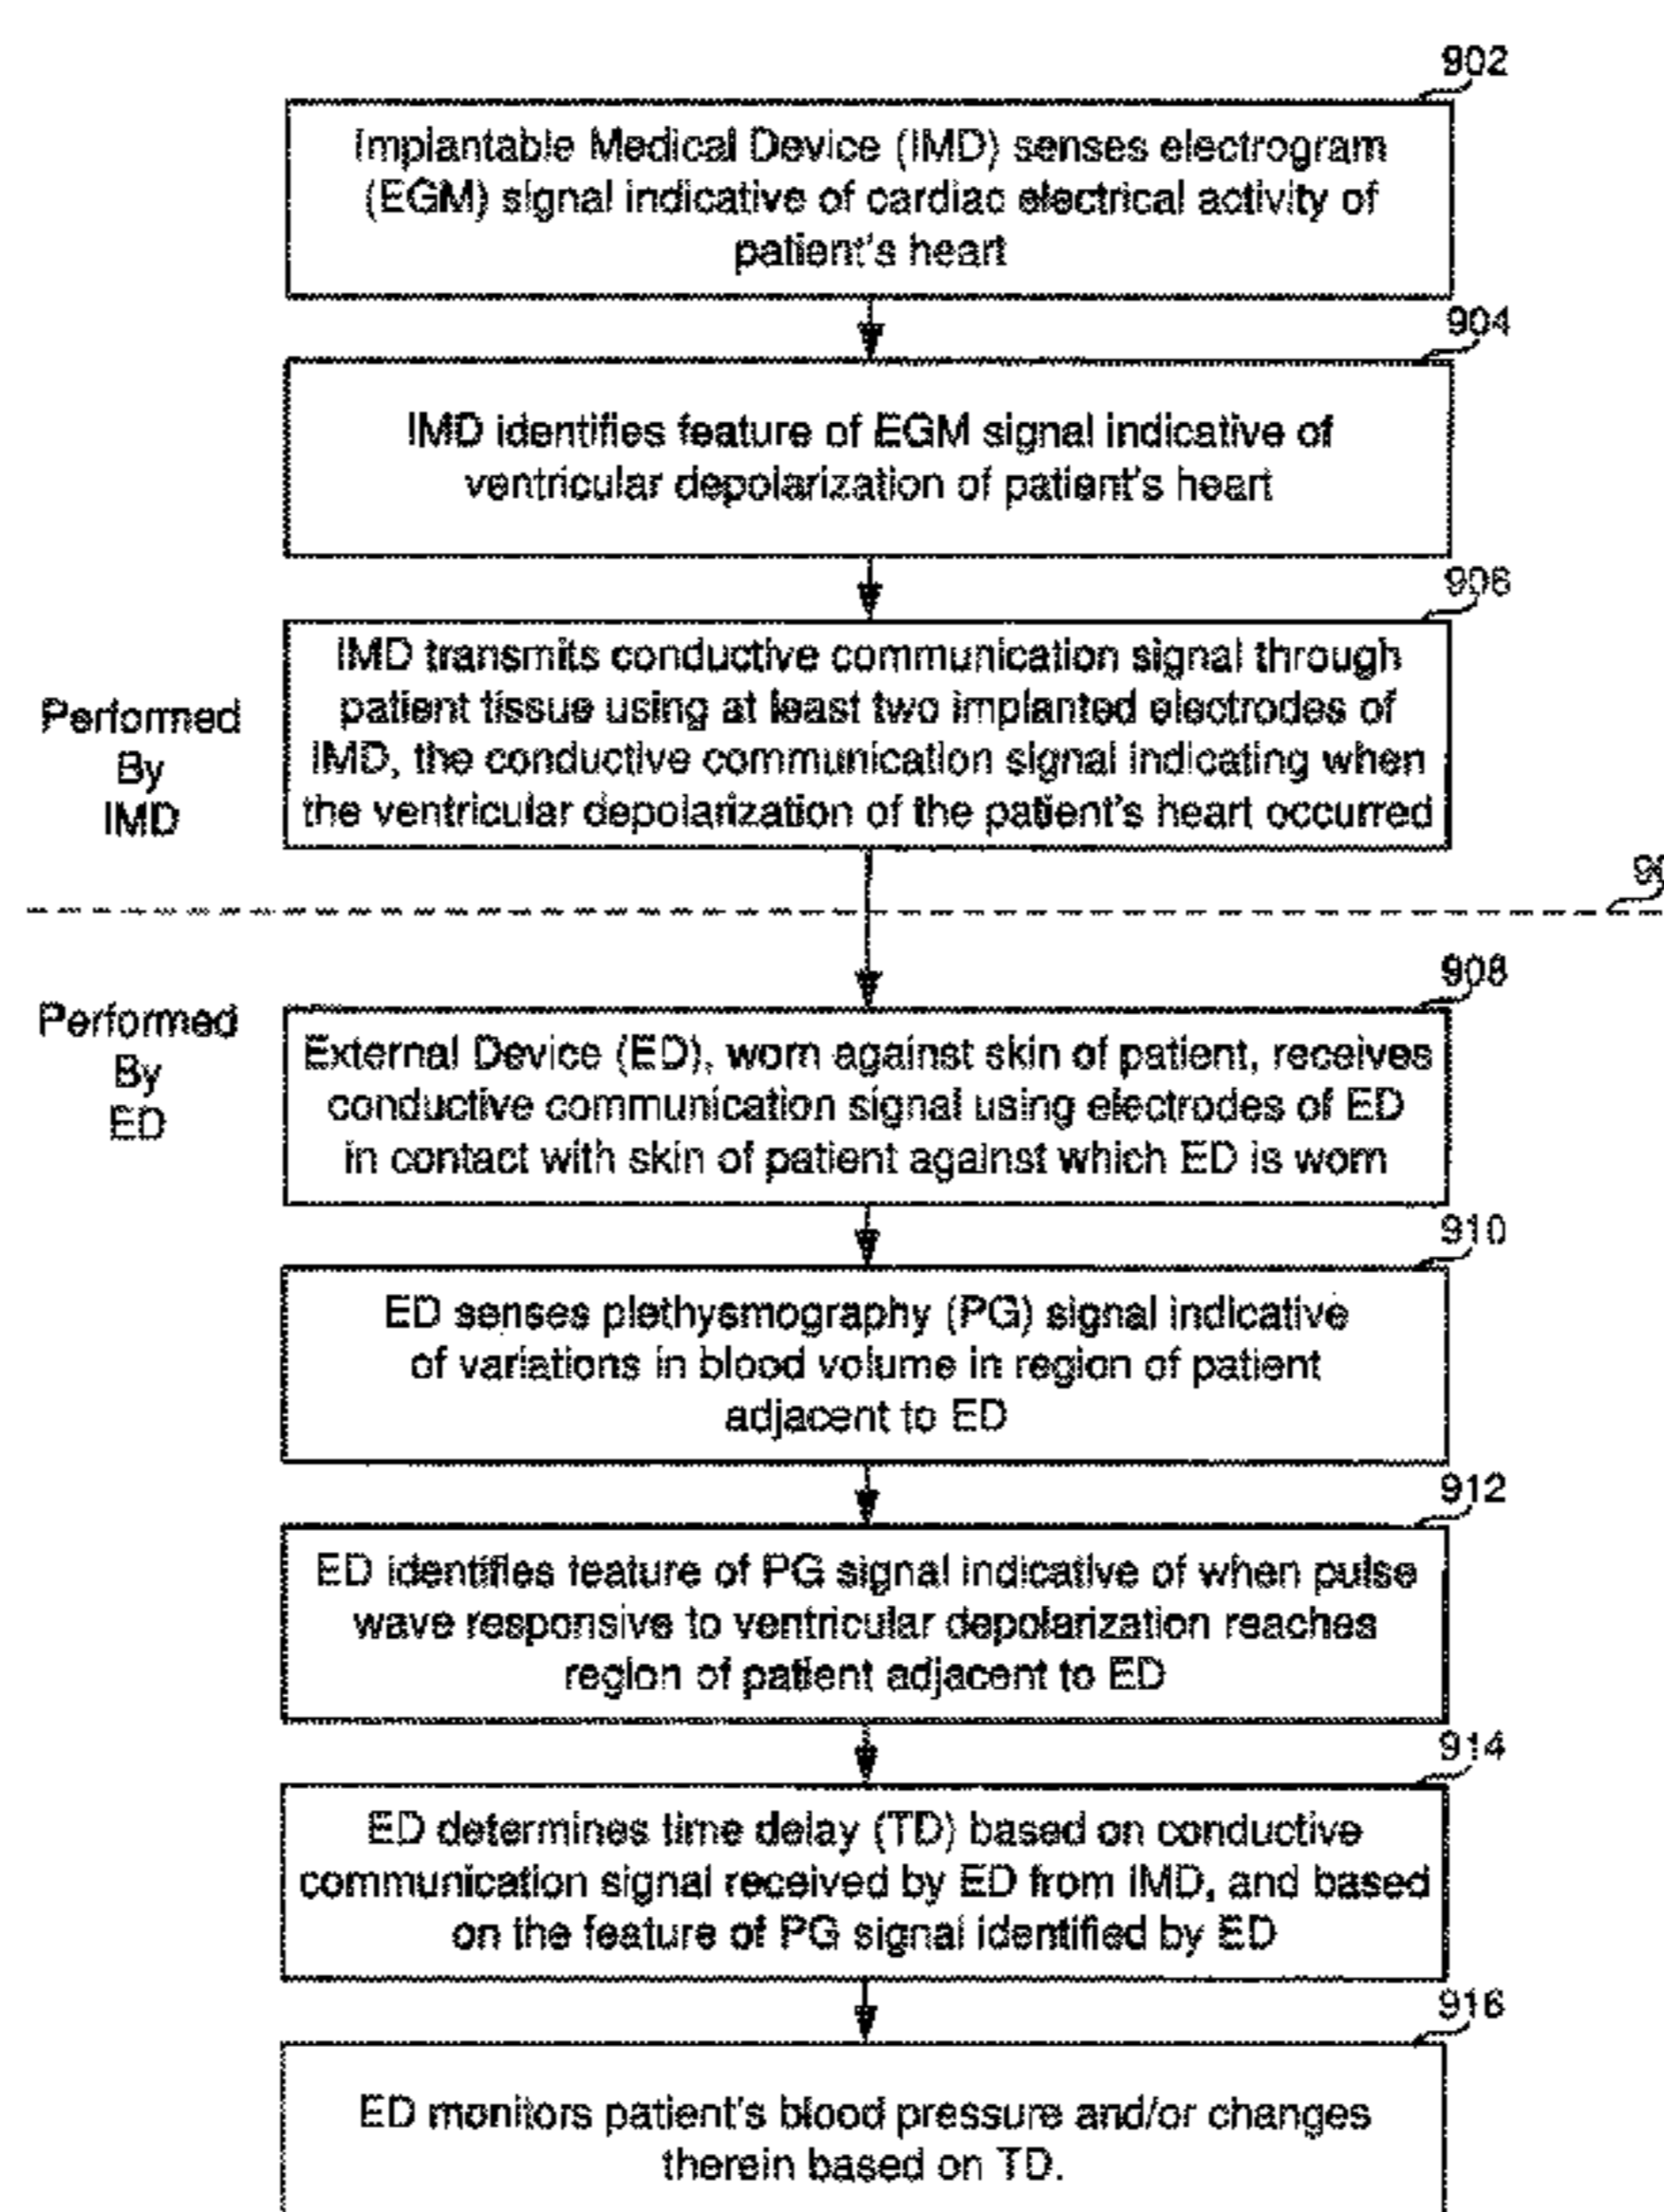 902
Implantable Medical Device (IMD) senses electrogram
(EGM) signal indicative of cardiac electrical activity of
patient's heart
904
IMD identifies feature of EGM signal indicative of
ventricular depolarization of patient's heart
906
IMD transmits conductive communication signal through
patient tissue using at least two implanted electrodes of
IMD, the conductive communication signal indicating when
the ventricular depolarization of the patient's heart occurred
Performed
By
IMD
Performed
By
ED
908
External Device (ED), worn against skin of patient, receives
conductive communication signal using electrodes of ED
in contact with skin of patient against which ED is worn
910
ED senses plethysmography (PG) signal indicative
of variations in blood volume in region of patient
adjacent to ED
912
ED identifies feature of PG signal indicative of when pulse
wave responsive to ventricular depolarization reaches
region of patient adjacent to ED
914
ED determines time delay (TD) based on conductive
communication signal received by ED from IMD, and based
on the feature of PG signal identified by ED
916
ED monitors patient's blood pressure and/or changes
therein based on TD.